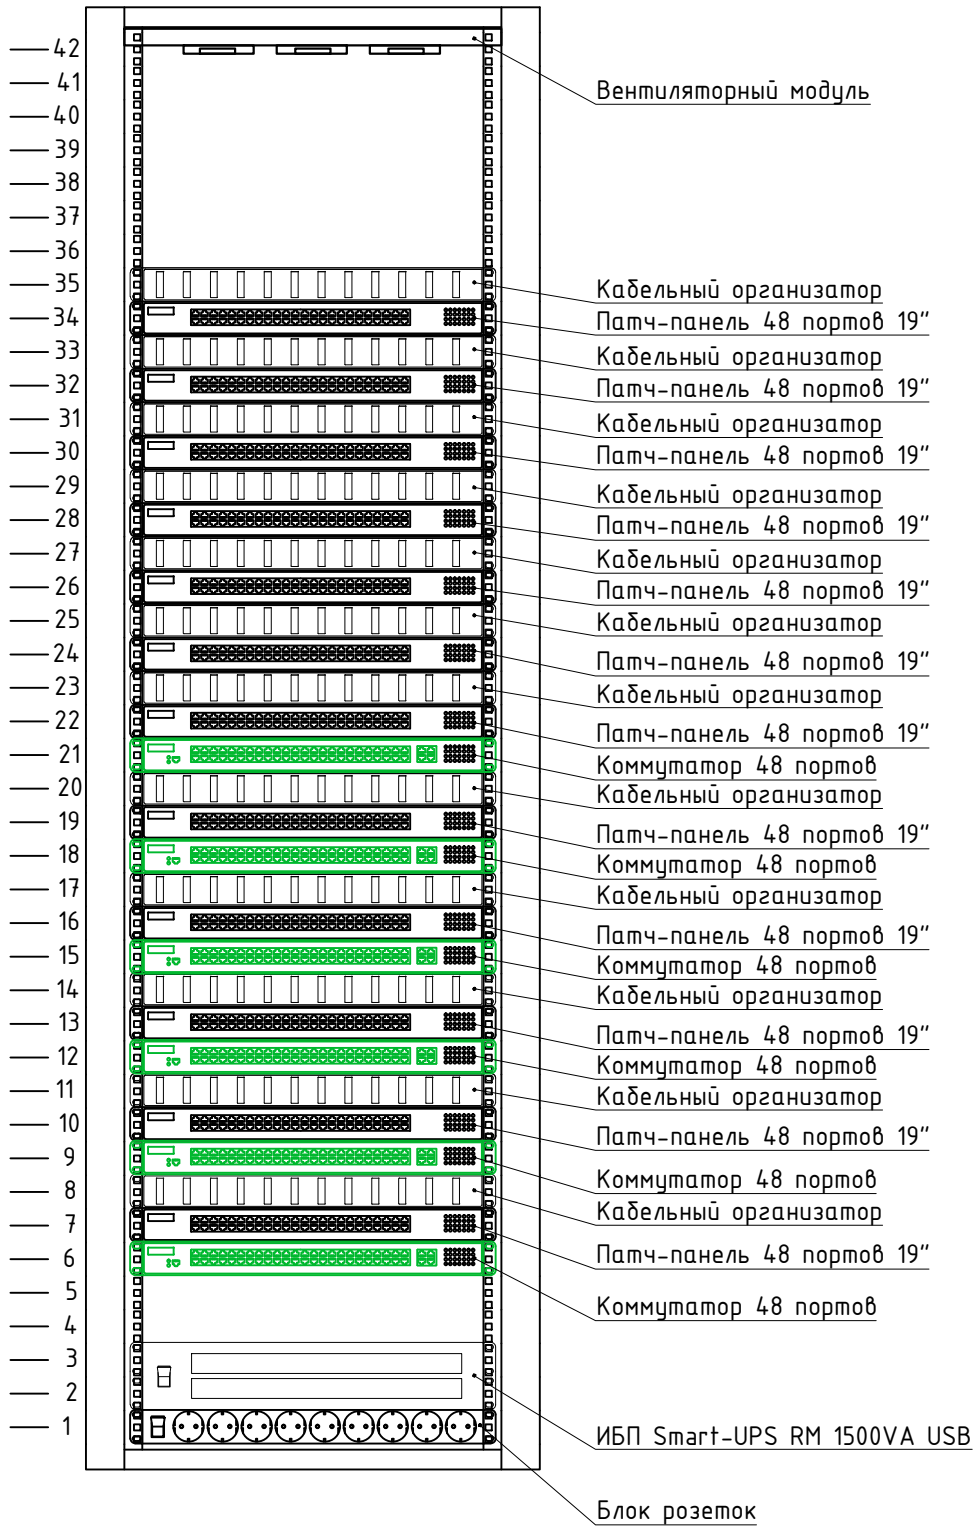 42
41
Вентиляторный модуль
40
39
38
37
36
35
Кабельный организатор
34
Патч-панель 48 портов 19"
33
Кабельный организатор
32
Патч-панель 48 портов 19"
31
Кабельный организатор
30
Патч-панель 48 портов 19"
29
Кабельный организатор
28
Патч-панель 48 портов 19"
27
Кабельный организатор
26
Патч-панель 48 портов 19"
25
Кабельный организатор
24
Патч-панель 48 портов 19"
23
Кабельный организатор
22
Патч-панель 48 портов 19"
21
Коммутатор 48 портов
20
Кабельный организатор
19
Патч-панель 48 портов 19"
18
Коммутатор 48 портов
17
Кабельный организатор
16
Патч-панель 48 портов 19"
15
Коммутатор 48 портов
14
Кабельный организатор
13
Патч-панель 48 портов 19"
12
Коммутатор 48 портов
11
Кабельный организатор
10
Патч-панель 48 портов 19"
9
Коммутатор 48 портов
8
Кабельный организатор
7
Патч-панель 48 портов 19"
6
Коммутатор 48 портов
5
4
3
2
1
ИБП Smart-UPS RM 1500VA USB
Блок розеток